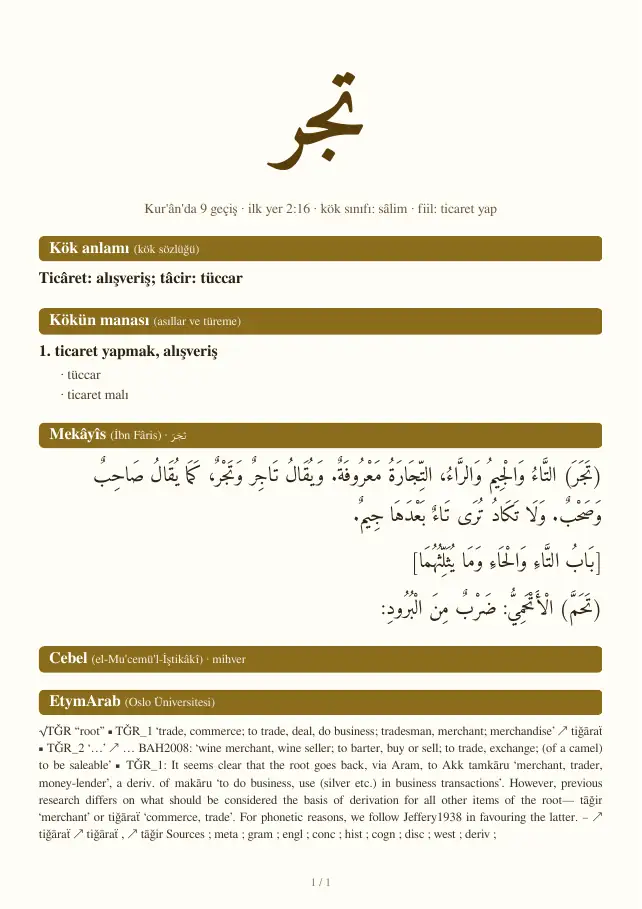 تجر
Kur'ân'da 9 geçiş · ilk yer 2:16 · kök sınıfı: sâlim · fiil: ticaret yap
Kök anlamı (kök sözlüğü)
Ticâret: alışveriş; tâcir: tüccar
Kökün manası (asıllar ve türeme)
1. ticaret yapmak, alışveriş
· tüccar
· ticaret malı
Mekâyîs (İbn Fâris) · تَجَرَ
(تَجَرَ) التَّاءُ وَالْجِيمُ وَالرَّاءُ، التِّجَارَةُ مَعْرُوفَةٌ. وَيُقَالُ تَاجِرٌ وَتَجْرٌ، كَمَا يُقَالُ صَاحِبٌ
وَصَحْبٌ. وَلَا تَكَادُ تُرَى تَاءٌ بَعْدَهَا جِيمٌ.
[بَابُ التَّاءِ وَالْحَاءِ وَمَا يُثَلِّثُهُمَا]
(تَحَمَّ) الْأَتْحَمِيُّ: ضَرْبٌ مِنَ الْبُرُودِ:
Cebel (el-Mu'cemü'l-İştikâkî) · mihver
EtymArab (Oslo Üniversitesi)
√TĞR “root” ▪ TĞR_1 ‘trade, commerce; to trade, deal, do business; tradesman, merchant; merchandise’ ↗ tiğāraẗ
▪ TĞR_2 ‘…’ ↗ … BAH2008: ‘wine merchant, wine seller; to barter, buy or sell; to trade, exchange; (of a camel)
to be saleable’ ▪ TĞR_1: It seems clear that the root goes back, via Aram, to Akk tamkāru ‘merchant, trader,
money-lender’, a deriv. of makāru ‘to do business, use (silver etc.) in business transactions’. However, previous
research differs on what should be considered the basis of derivation for all other items of the root— tāğir
‘merchant’ or tiğāraẗ ‘commerce, trade’. For phonetic reasons, we follow Jeffery1938 in favouring the latter. – ↗
tiğāraẗ ↗ tiğāraẗ , ↗ tāğir Sources ; meta ; gram ; engl ; conc ; hist ; cogn ; disc ; west ; deriv ;
1 / 1